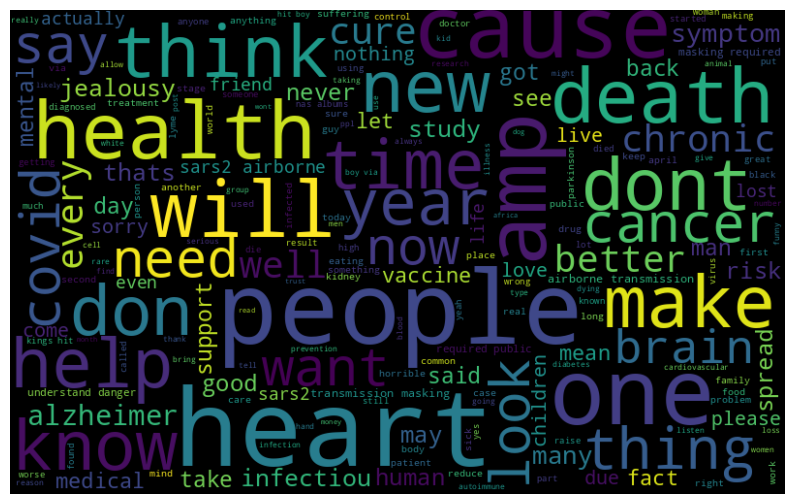 really
actually
hit boy
suffering
anyone
anything
control
woman
making
started
kid
doctor
say
think
cure
cause
symptom
using
nothing
masking required
put
via
allow
research
might
animal
stage
someone
new
got
back
death
mental
jealousy
friend
never
has albums
taking
likely
diagnosed
treatment
lyme
post
wont
use
see
health
let
study
live
chronic
white
world
sure
ppl
guy
boy via
dog
illness
died
keep
april
give
great
thats
sars2 airborne
time
always
amp
parkinson
dont
lost
getting
person
infected
life
covid
every
much
another
group
used
even
day
will
year
today
men
africa
public
black
number
sorry
cancer
drug
lot
first
funny
cell
serious
result
high
die
eating
something
place
need
well
now
love
better
man
risk
rare
find
second
kidney
vaccine
airborne transmission
virus
wrong
type
dying
known
real
long
yeah
come
don
support
trust
read
people
make
kings hit
called
thank
bring
tell
prevention
blood
common
required public
mean
brain
spread
cardiovascular
help
want
said
look
children
horrible
case
going
diabetes
family
food
problem
understand danger
good
care
sars2
transmission masking
still
one
please
alzheimer
heart
money
hand
yes
sick
may
many
raise
listen
loss
know
infection
body
patient
worse
reason
found
mind
medical
take
infectiou
human
reduce
autoimmune
part
due
thing
fact
right
women
work